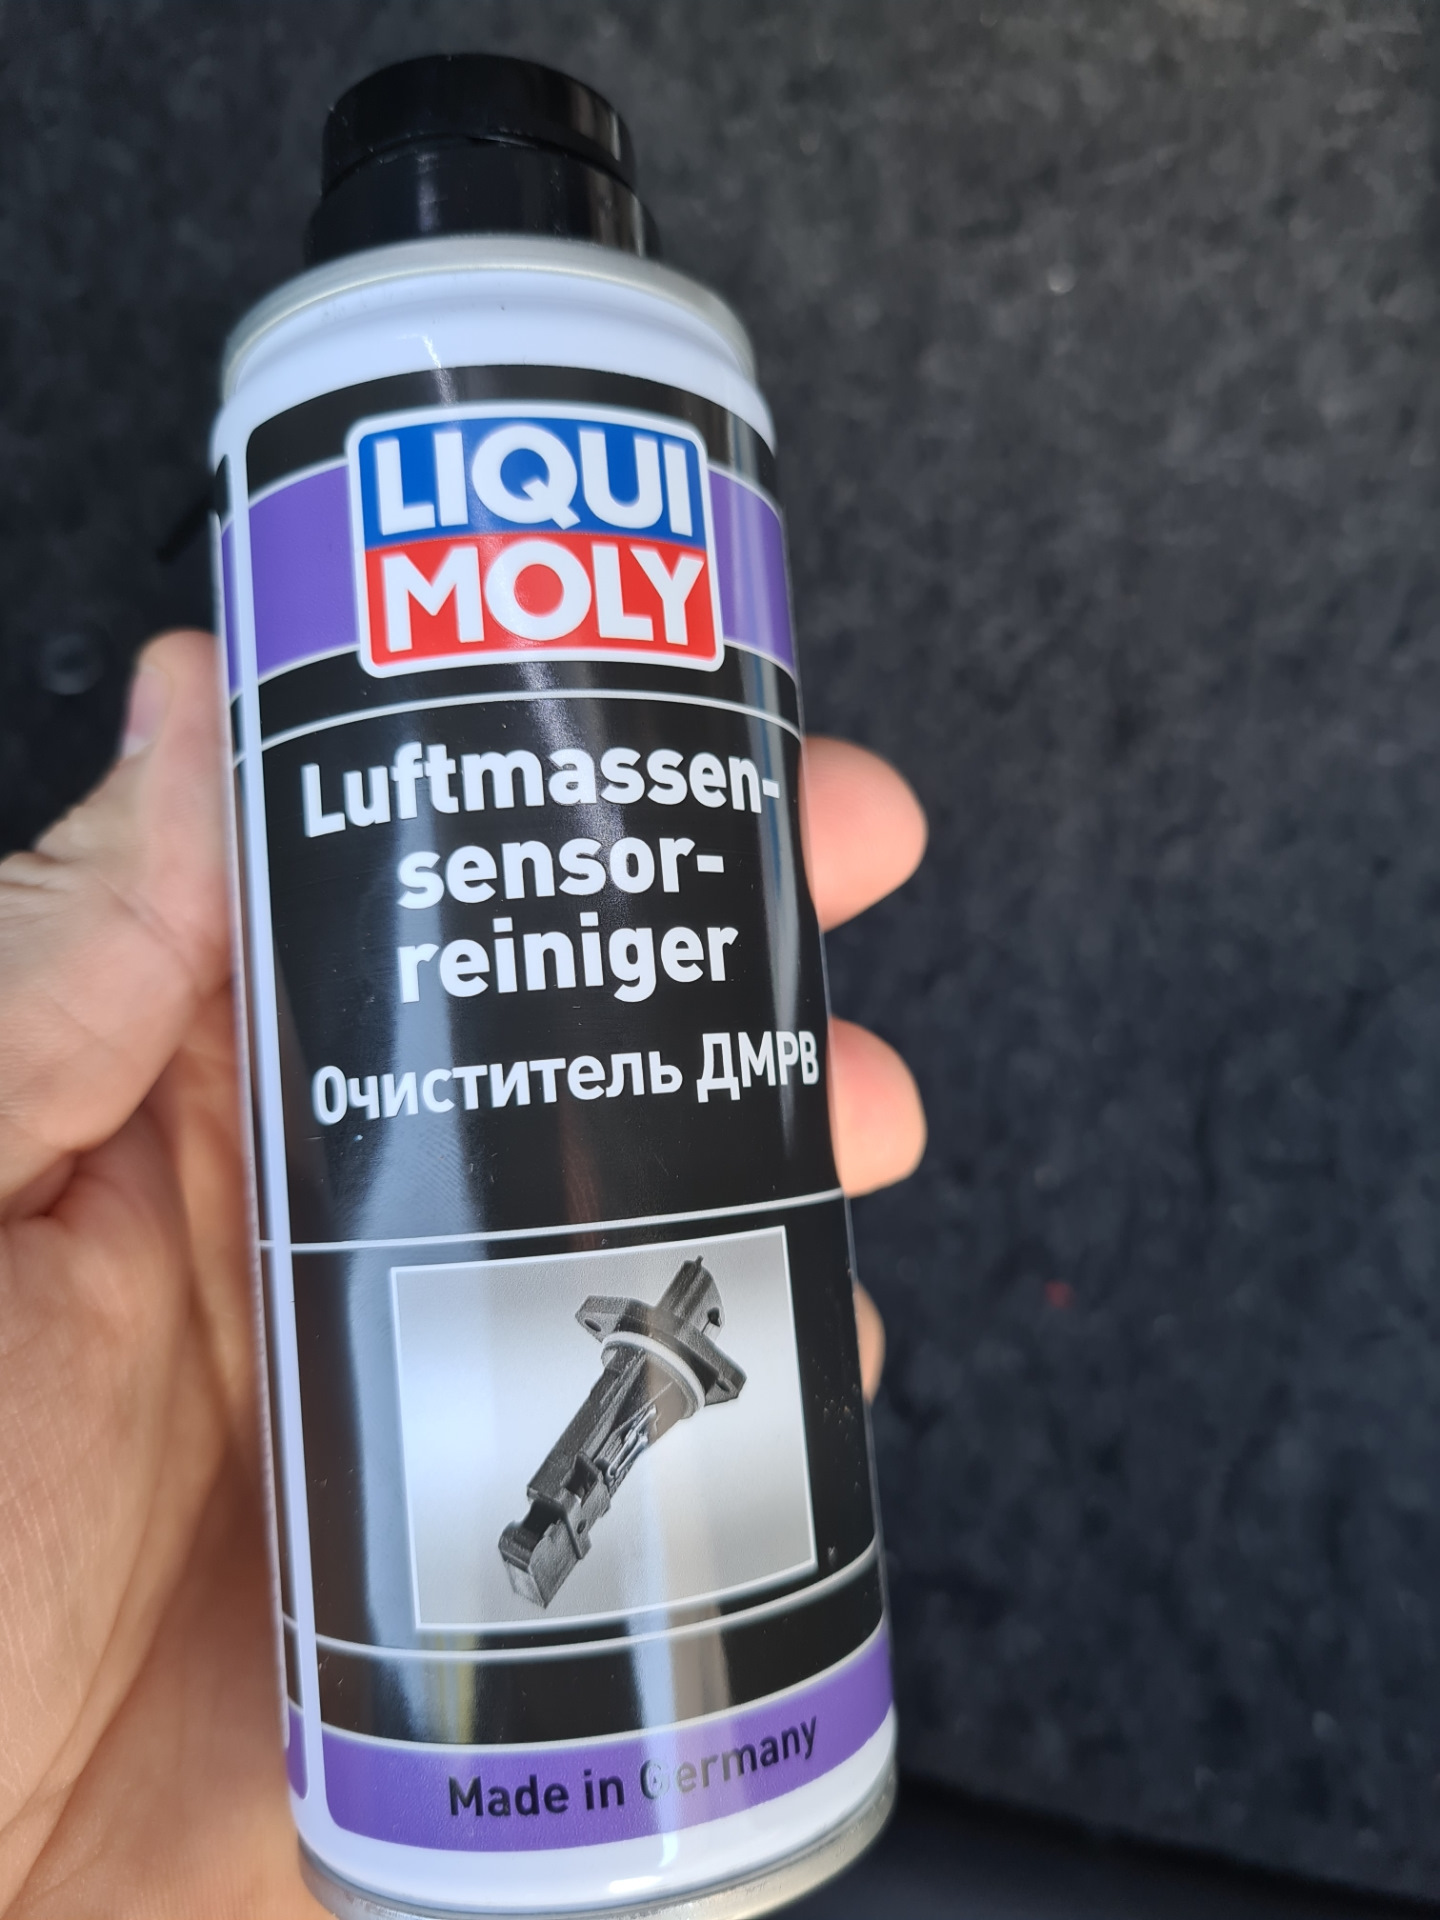 LIQUI
MOLY
Luftmassen-
sensor-
reiniger
Очиститель ДМРВ
Made in Germany